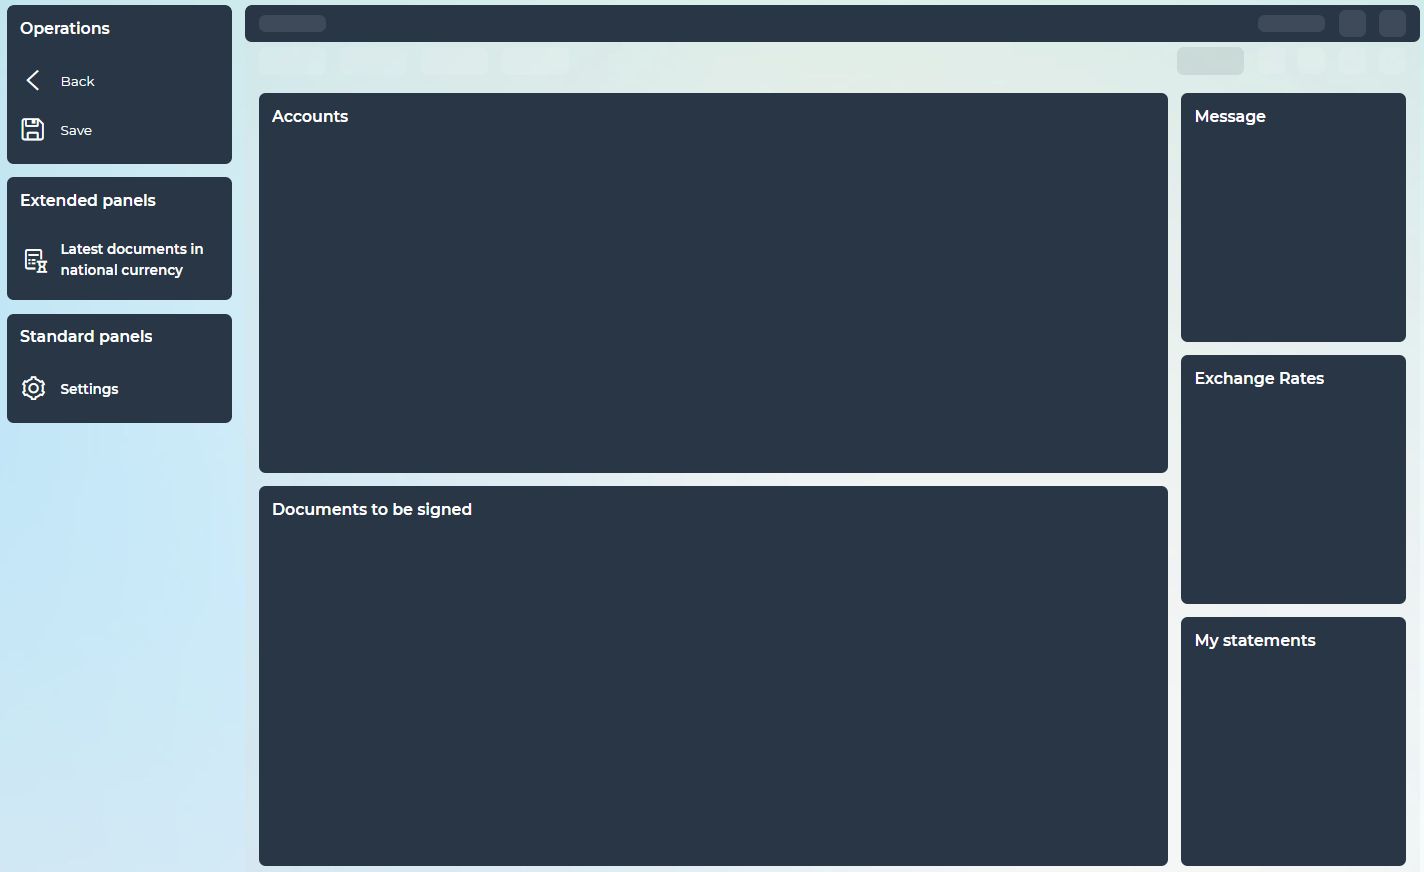 Operations
Back
Save
Extended panels
Latest documents in
national currency
Standard panels
Settings
Accounts
Documents to be signed
Message
Exchange Rates
My statements